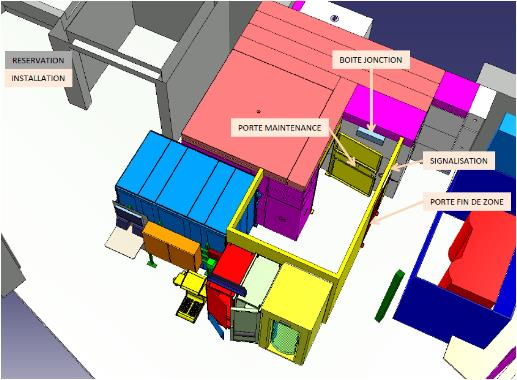 RESERVATION
INSTALLATION
BOITE JONCTION
PORTE MAINTENANCE
SIGNALISATION
PORTE FIN DE ZONE